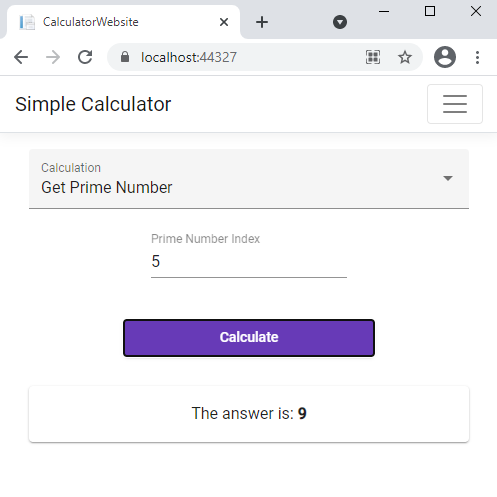 CalculatorWebsite
localhost:44327
Simple Calculator
Calculation
Get Prime Number
Prime Number Index
5
Calculate
The answer is: 9